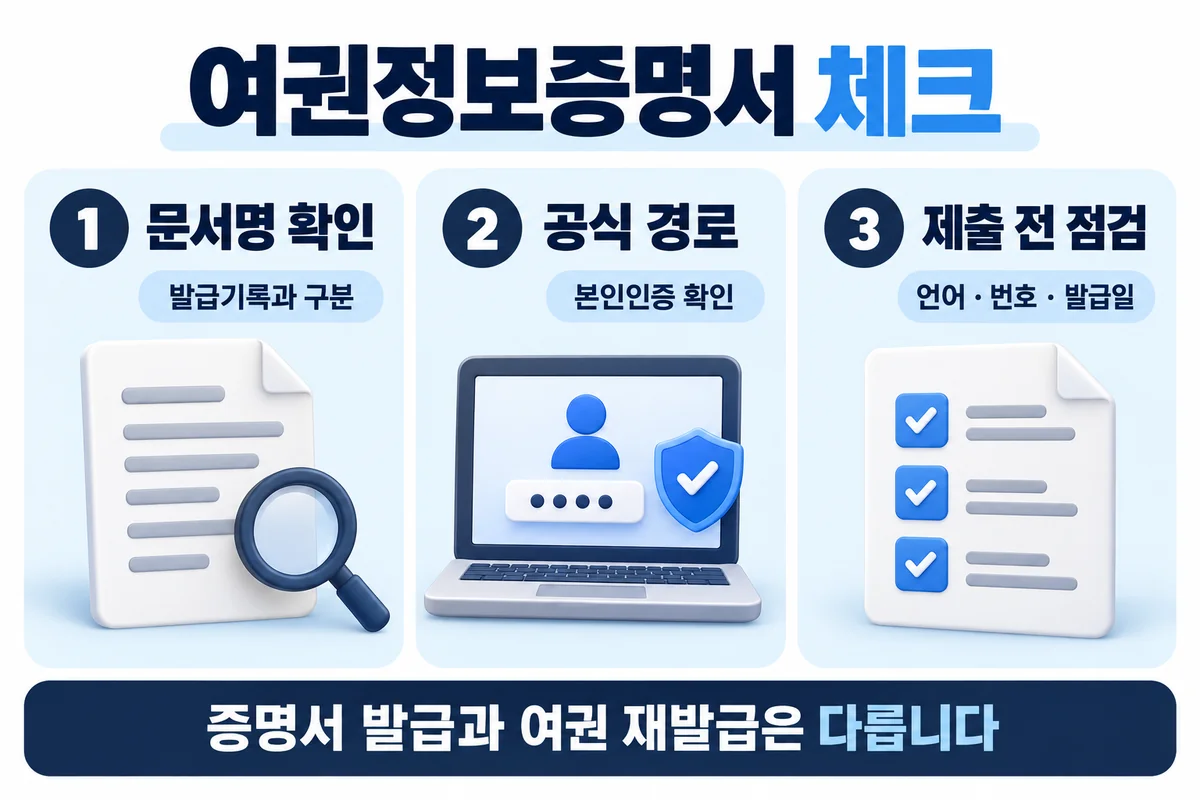 여권정보증명서 체크
1 문서명 확인
발급기록과 구분
2 공식 경로
본인인증 확인
3 제출 전 점검
언어 · 번호 · 발급일
증명서 발급과 여권 재발급은 다릅니다